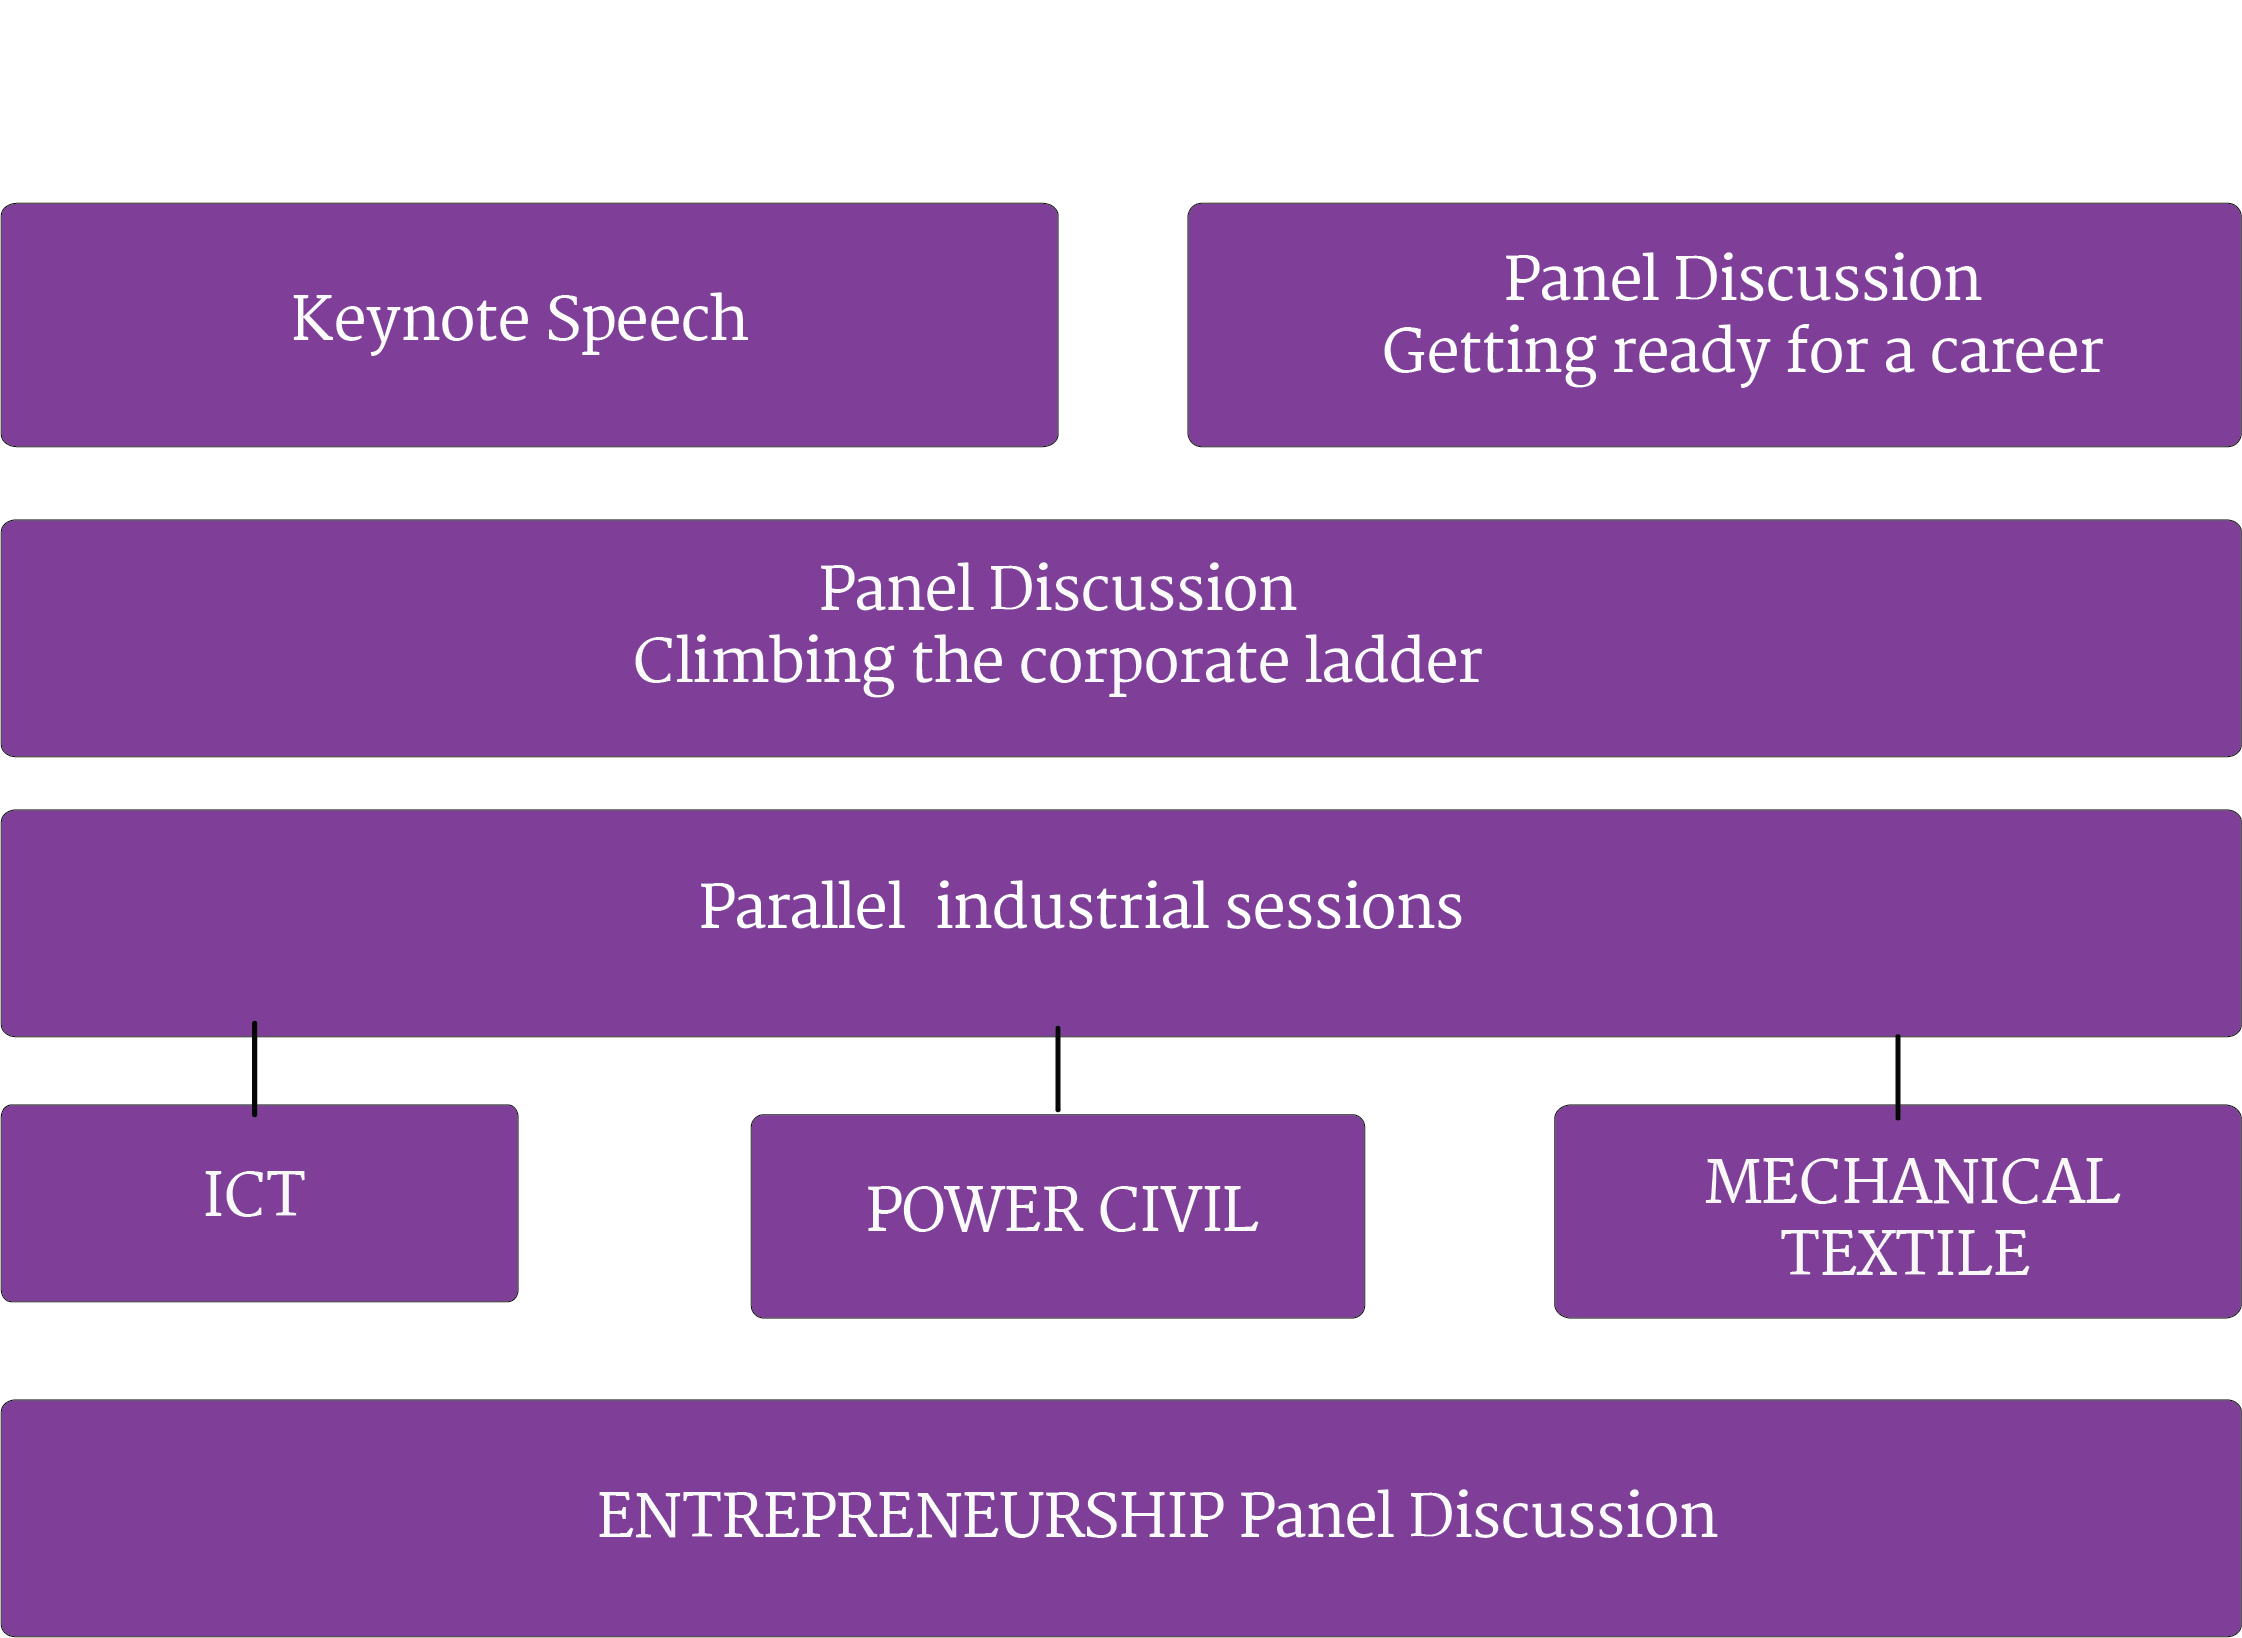 Keynote Speech
Panel Discussion
Getting ready for a career
Panel Discussion
Climbing the corporate ladder
Parallel  industrial sessions
ICT
POWER CIVIL
MECHANICAL
TEXTILE
ENTREPRENEURSHIP Panel Discussion